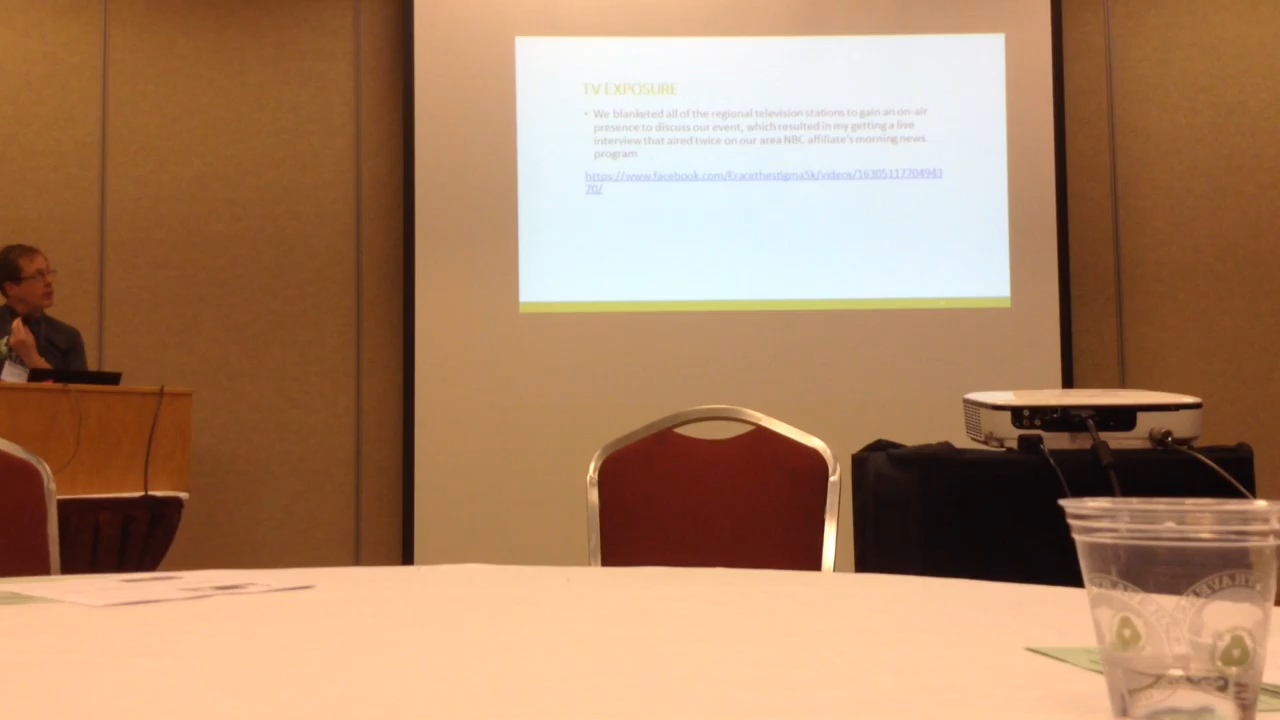 TV EXPOSURE
• We blanketed all of the regional television stations to gain an on-air
presence to discuss our event, which resulted in my getting a live
interview that aired twice on our area NBC affiliate's morning news
program
https://www.facebook.com/Eracethestigma5k/videos/16305117704943
70/